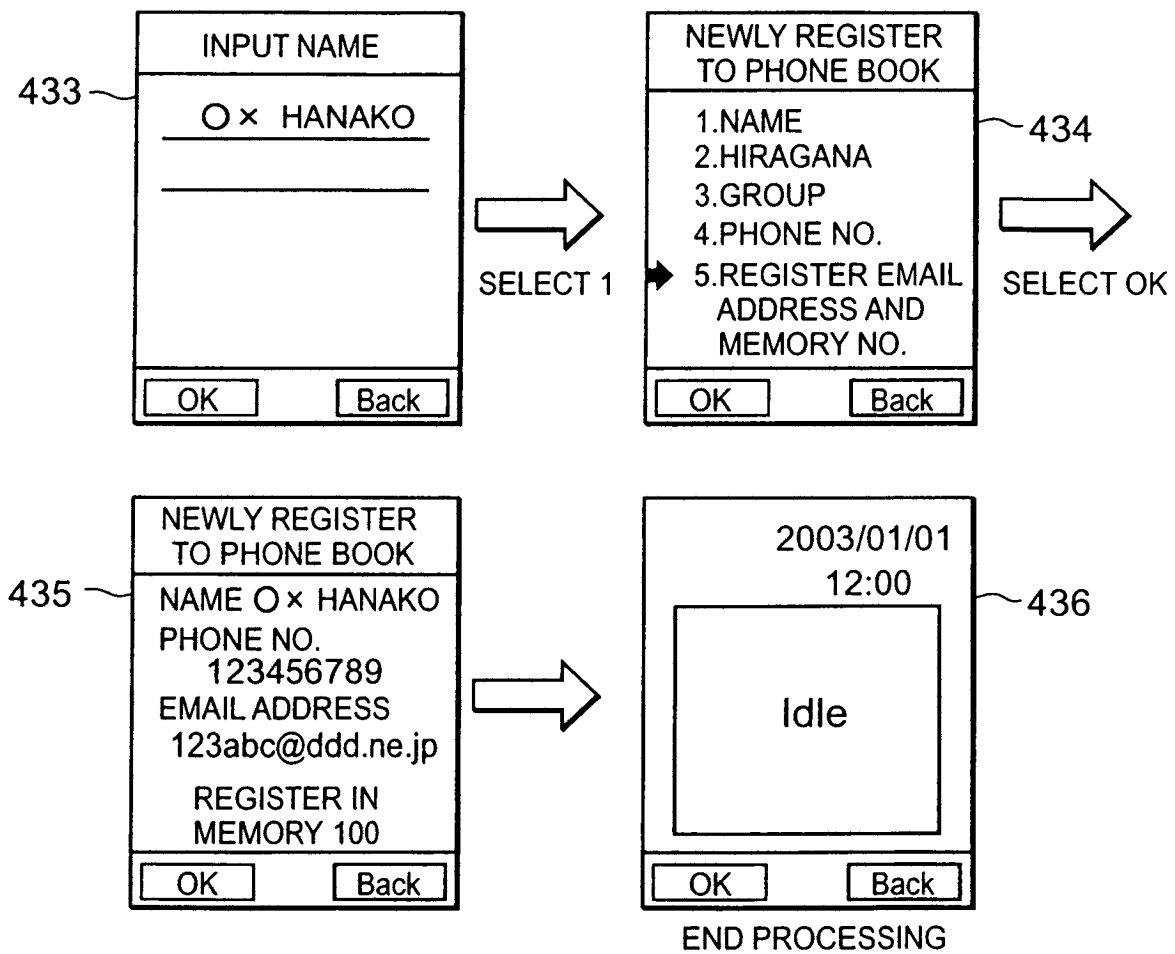 INPUT NAME
433
○× HANAKO
OK Back
SELECT 1
NEWLY REGISTER
TO PHONE BOOK
434
1.NAME
2.HIRAGANA
3.GROUP
4.PHONE NO.
5.REGISTER EMAIL
ADDRESS AND
MEMORY NO.
OK Back
SELECT OK
NEWLY REGISTER
TO PHONE BOOK
435
NAME ○× HANAKO
PHONE NO.
123456789
EMAIL ADDRESS
123abc@ddd.ne.jp
REGISTER IN
MEMORY 100
OK Back
2003/01/01
12:00
436
Idle
OK Back
END PROCESSING